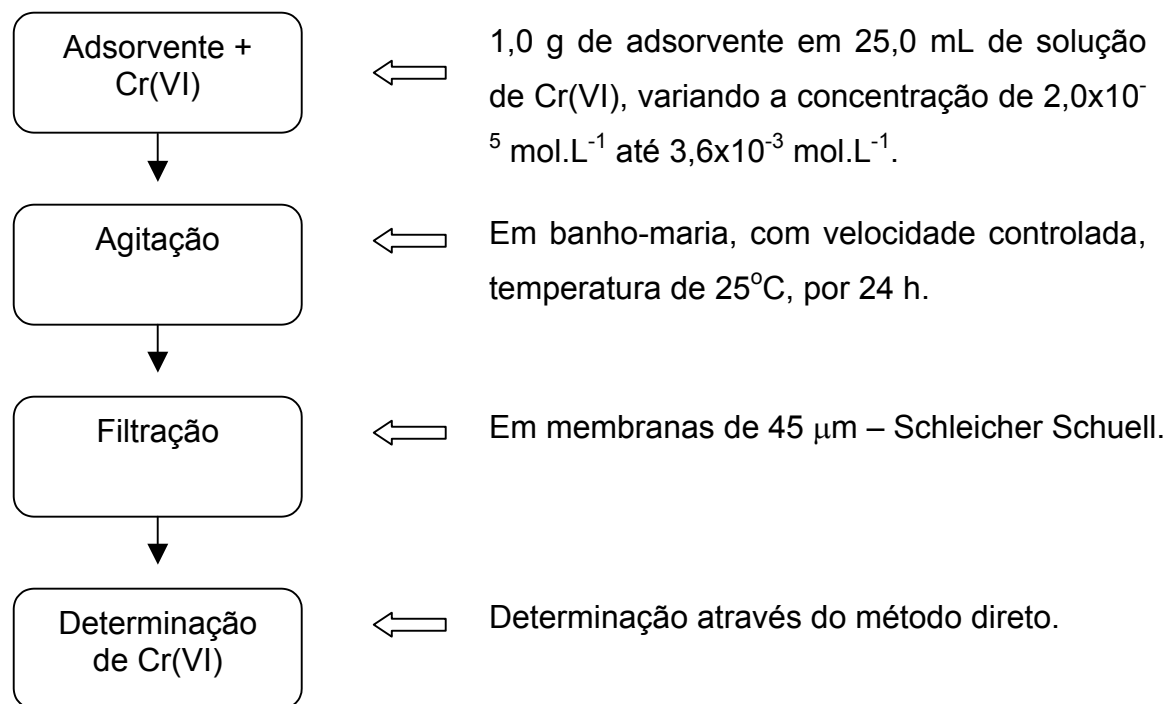 Adsorvente +
Cr(VI)
1,0 g de adsorvente em 25,0 mL de solução
de Cr(VI), variando a concentração de 2,0x10-
5 mol.L-1 até 3,6x10-3 mol.L-1.
Agitação
Em banho-maria, com velocidade controlada,
temperatura de 25oC, por 24 h.
Filtração
Em membranas de 45 μm – Schleicher Schuell.
Determinação
de Cr(VI)
Determinação através do método direto.